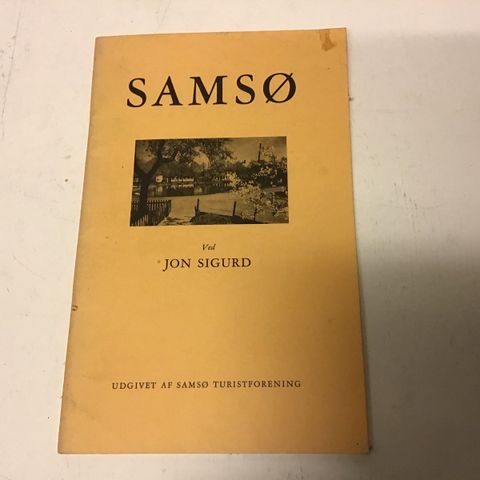 SAMSØ
Ved
JON SIGURD
UDGIVET AF SAMSØ TURISTFORENING